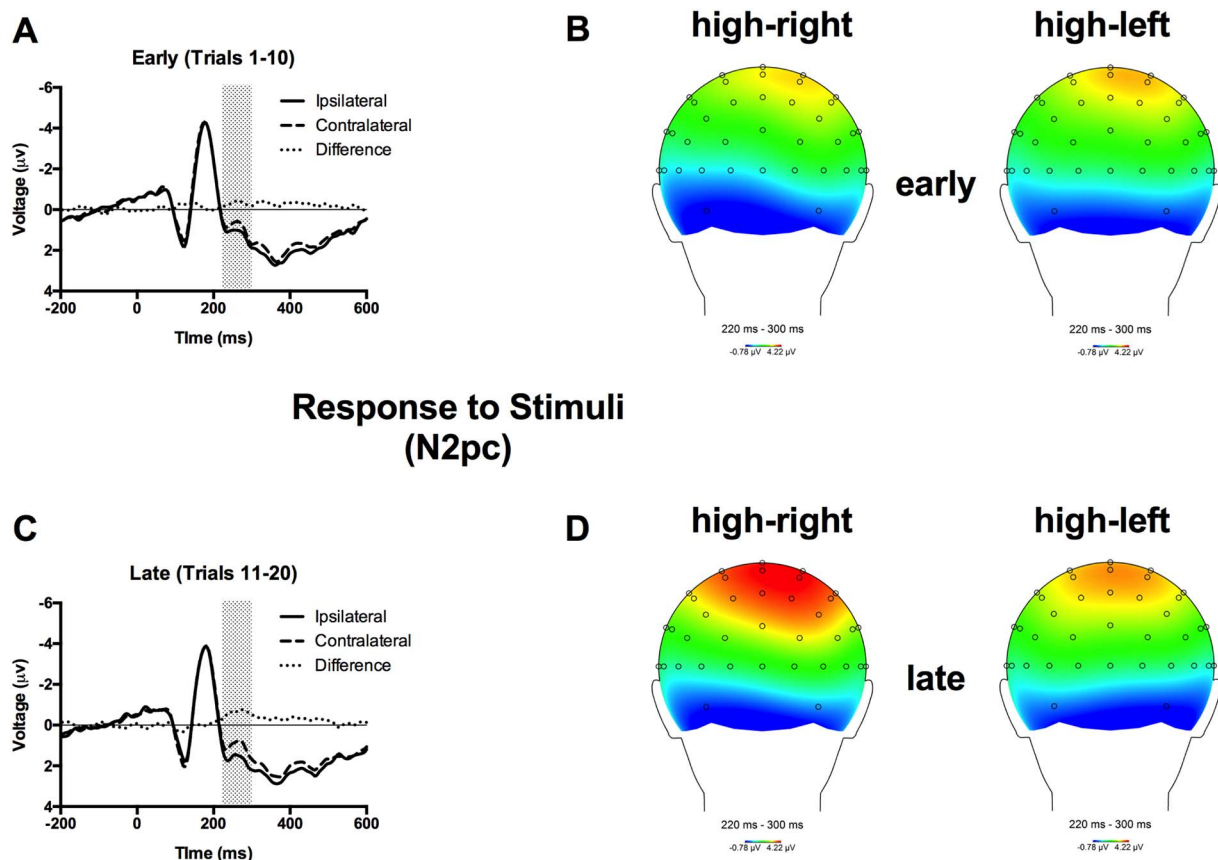 A
Early (Trials 1-10)
-6
-4
-2
0
2
4
Voltage (μv)
Ipsilateral
Contralateral
Difference
-200
0
200
400
600
TIme (ms)
B
high-right
high-left
early
220 ms - 300 ms
-0.78 μV 4.22 μV
220 ms - 300 ms
-0.78 μV 4.22 μV
Response to Stimuli
(N2pc)
C
Late (Trials 11-20)
-6
-4
-2
0
2
4
Voltage (μv)
Ipsilateral
Contralateral
Difference
-200
0
200
400
600
TIme (ms)
D
high-right
high-left
late
220 ms - 300 ms
-0.78 μV 4.22 μV
220 ms - 300 ms
-0.78 μV 4.22 μV